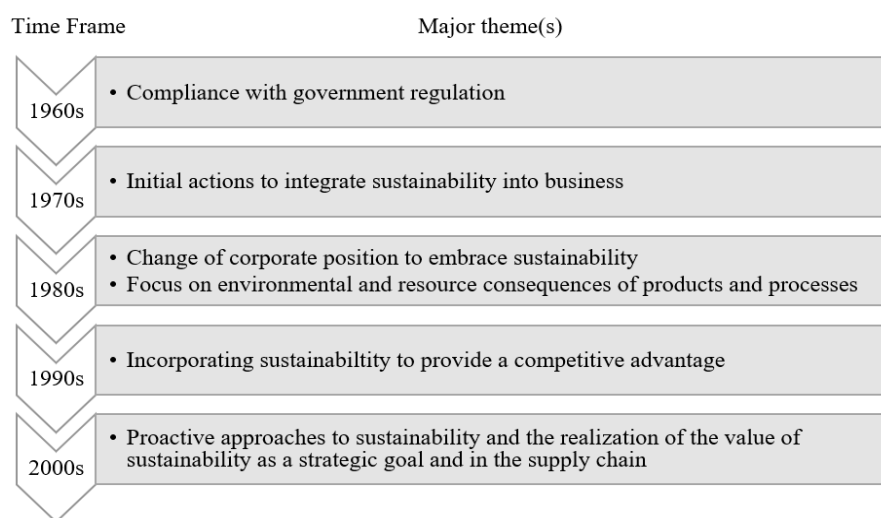 Time Frame Major theme(s)
1960s
• Compliance with government regulation
1970s
• Initial actions to integrate sustainability into business
1980s
• Change of corporate position to embrace sustainability
• Focus on environmental and resource consequences of products and processes
1990s
• Incorporating sustainabiltity to provide a competitive advantage
2000s
• Proactive approaches to sustainability and the realization of the value of
sustainability as a strategic goal and in the supply chain